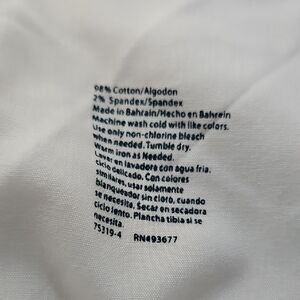 98% Cotton/Algodon
2% Spandex/Spandex
Made in Bahrain/Hecho en Bahrein
Machine wash cold with like colors.
Use only non-chlorine bleach
when needed. Tumble dry.
Warm iron as Needed.
Lavar en lavadora con agua fria,
ciclo delicado. Con colores
similares, usar solamente
blanqueador sin cloro, cuando
se necesita. Secar en secadora
ciclo lento. Plancha tibia si se
necesita.
75319-4 RN493677